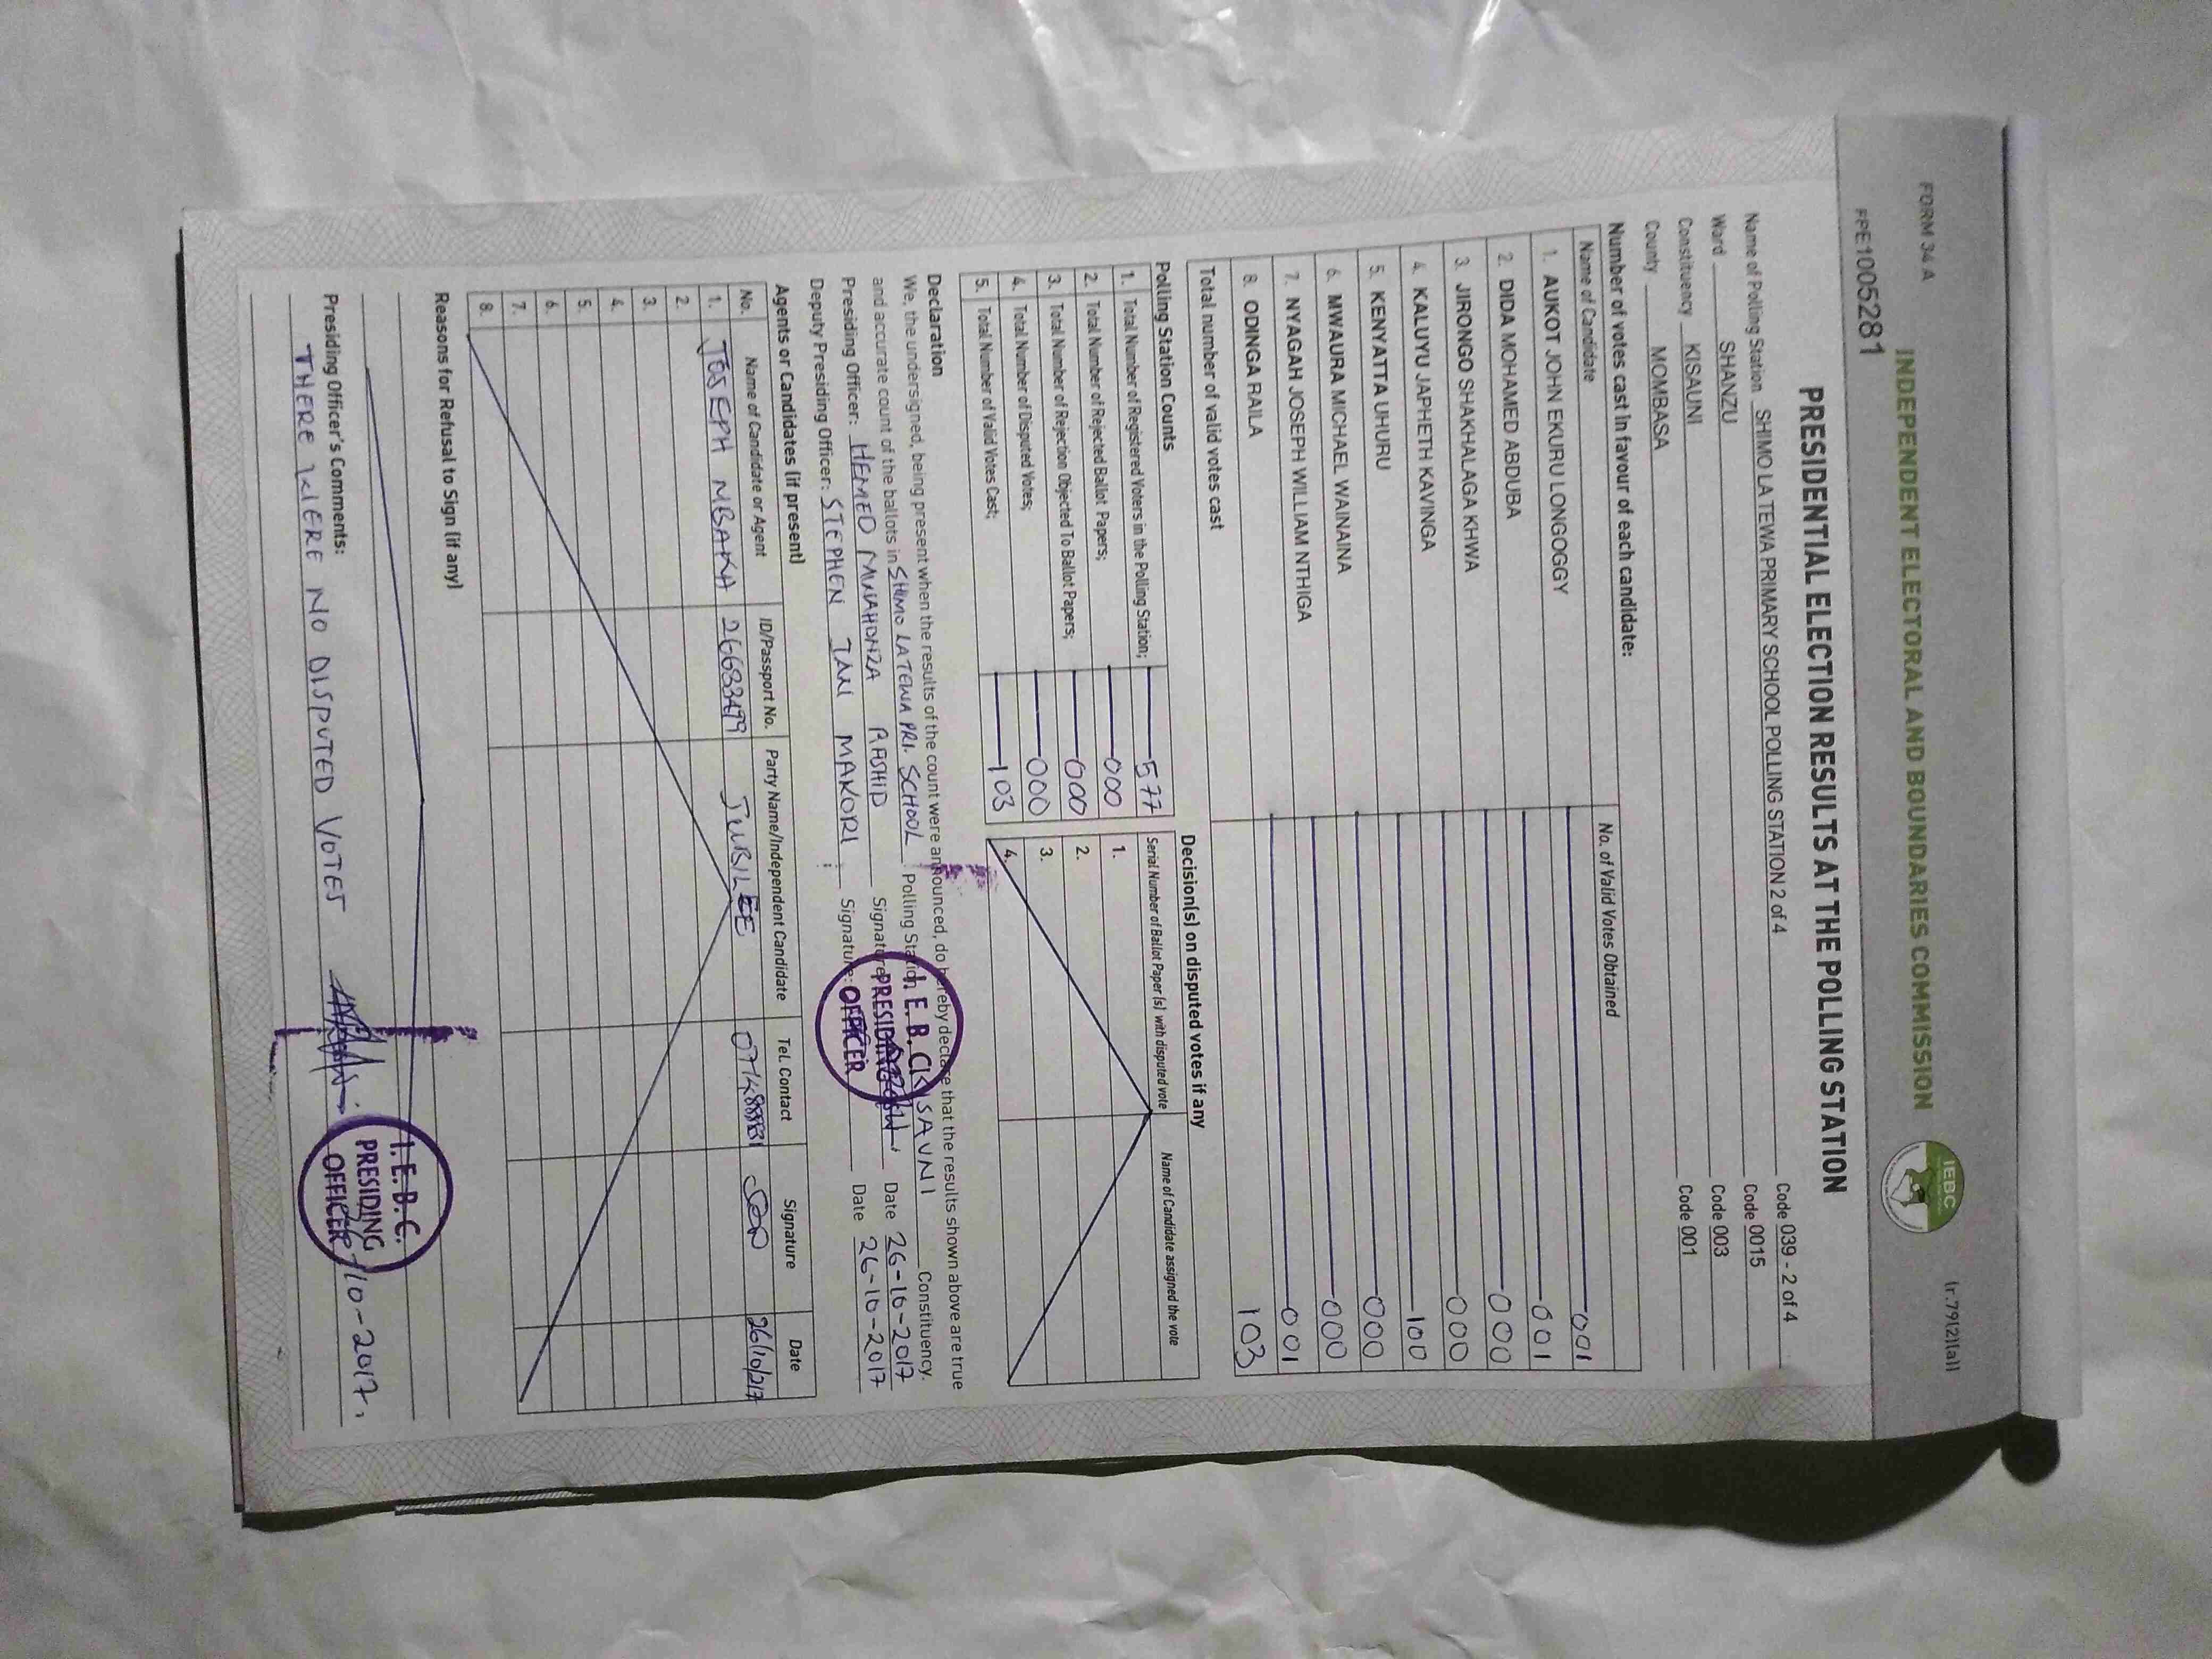 FORM 34 A
(r.79(2)(a))
INDEPENDENT ELECTORAL AND BOUNDARIES COMMISSION
IEBC
PPE1005281
PRESIDENTIAL ELECTION RESULTS AT THE POLLING STATION
Name of Polling Station SHIMO LA TEWA PRIMARY SCHOOL POLLING STATION 2 of 4 Code 039 - 2 of 4
Ward SHANZU Code 0015
Constituency KISAUNI Code 003
County MOMBASA Code 001
Number of votes cast in favour of each candidate:
Name of Candidate No. of Valid Votes Obtained
1. AUKOT JOHN EKURU LONGOGGY 001
2. DIDA MOHAMED ABDUBA 001
3. JIRONGO SHAKHALAGA KHWA 000
4. KALUYU JAPHETH KAVINGA 000
5. KENYATTA UHURU 100
6. MWAURA MICHAEL WAINAINA 000
7. NYAGAH JOSEPH WILLIAM NTHIGA 000
8. ODINGA RAILA 001
Total number of valid votes cast 103
Polling Station Counts
1. Total Number of Registered Voters in the Polling Station; 577
2. Total Number of Rejected Ballot Papers; 000
3. Total Number of Rejection Objected To Ballot Papers; 000
4. Total Number of Disputed Votes; 000
5. Total Number of Valid Votes Cast; 103
Decision(s) on disputed votes if any
Serial Number of Ballot Paper (s) with disputed vote Name of Candidate assigned the vote
1.
2.
3.
4.
Declaration
We, the undersigned, being present when the results of the count were announced, do hereby declare that the results shown above are true
and accurate count of the ballots in SHIMO LATEWA PRI. SCHOOL Polling Station KISAUNI Constituency.
Presiding Officer: HEMED MWAHONZA RASHID Signature: Date 26-10-2017
Deputy Presiding Officer: STEPHEN IAN MAKORI Signature: Date 26-10-2017
I. E. B. C.
PRESIDING
OFFICER
Agents or Candidates (if present)
No. Name of Candidate or Agent ID/Passport No. Party Name/Independent Candidate Tel. Contact Signature Date
1. JOSEPH MBAKA 26683499 JUBILEE 26/10/217
2.
3.
4.
5.
6.
7.
8.
Reasons for Refusal to Sign (if any)
Presiding Officer's Comments:
THERE WERE NO DISPUTED VOTES
I. E. B. C.
PRESIDING
OFFICER
26/10-2017.